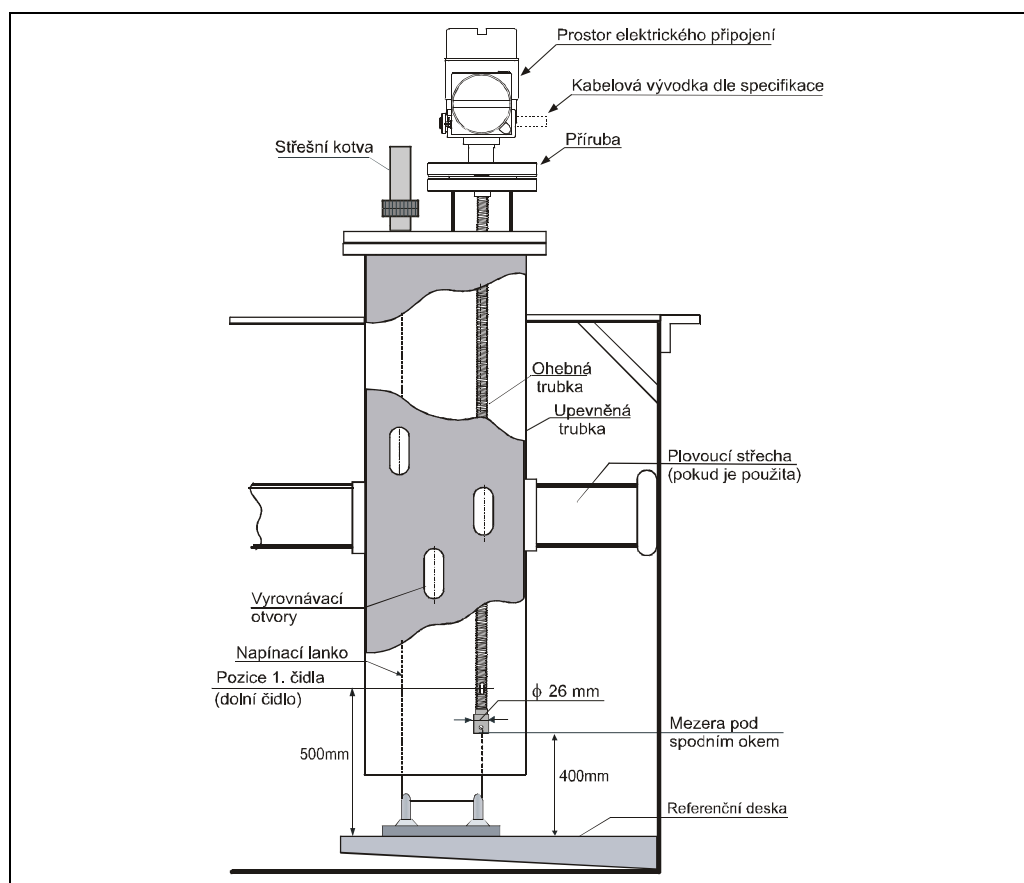 Prostor elektrického připojení
Kabelová vývodka dle specifikace
Střešní kotva
Příruba
Ohebná
trubka
Upevněná
trubka
Plovoucí střecha
(pokud je použita)
Vyrovnávací
otvory
Napínací lanko
Pozice 1. čidla
(dolní čidlo)
ϕ 26 mm
Mezera pod
spodním okem
500mm
400mm
Referenční deska